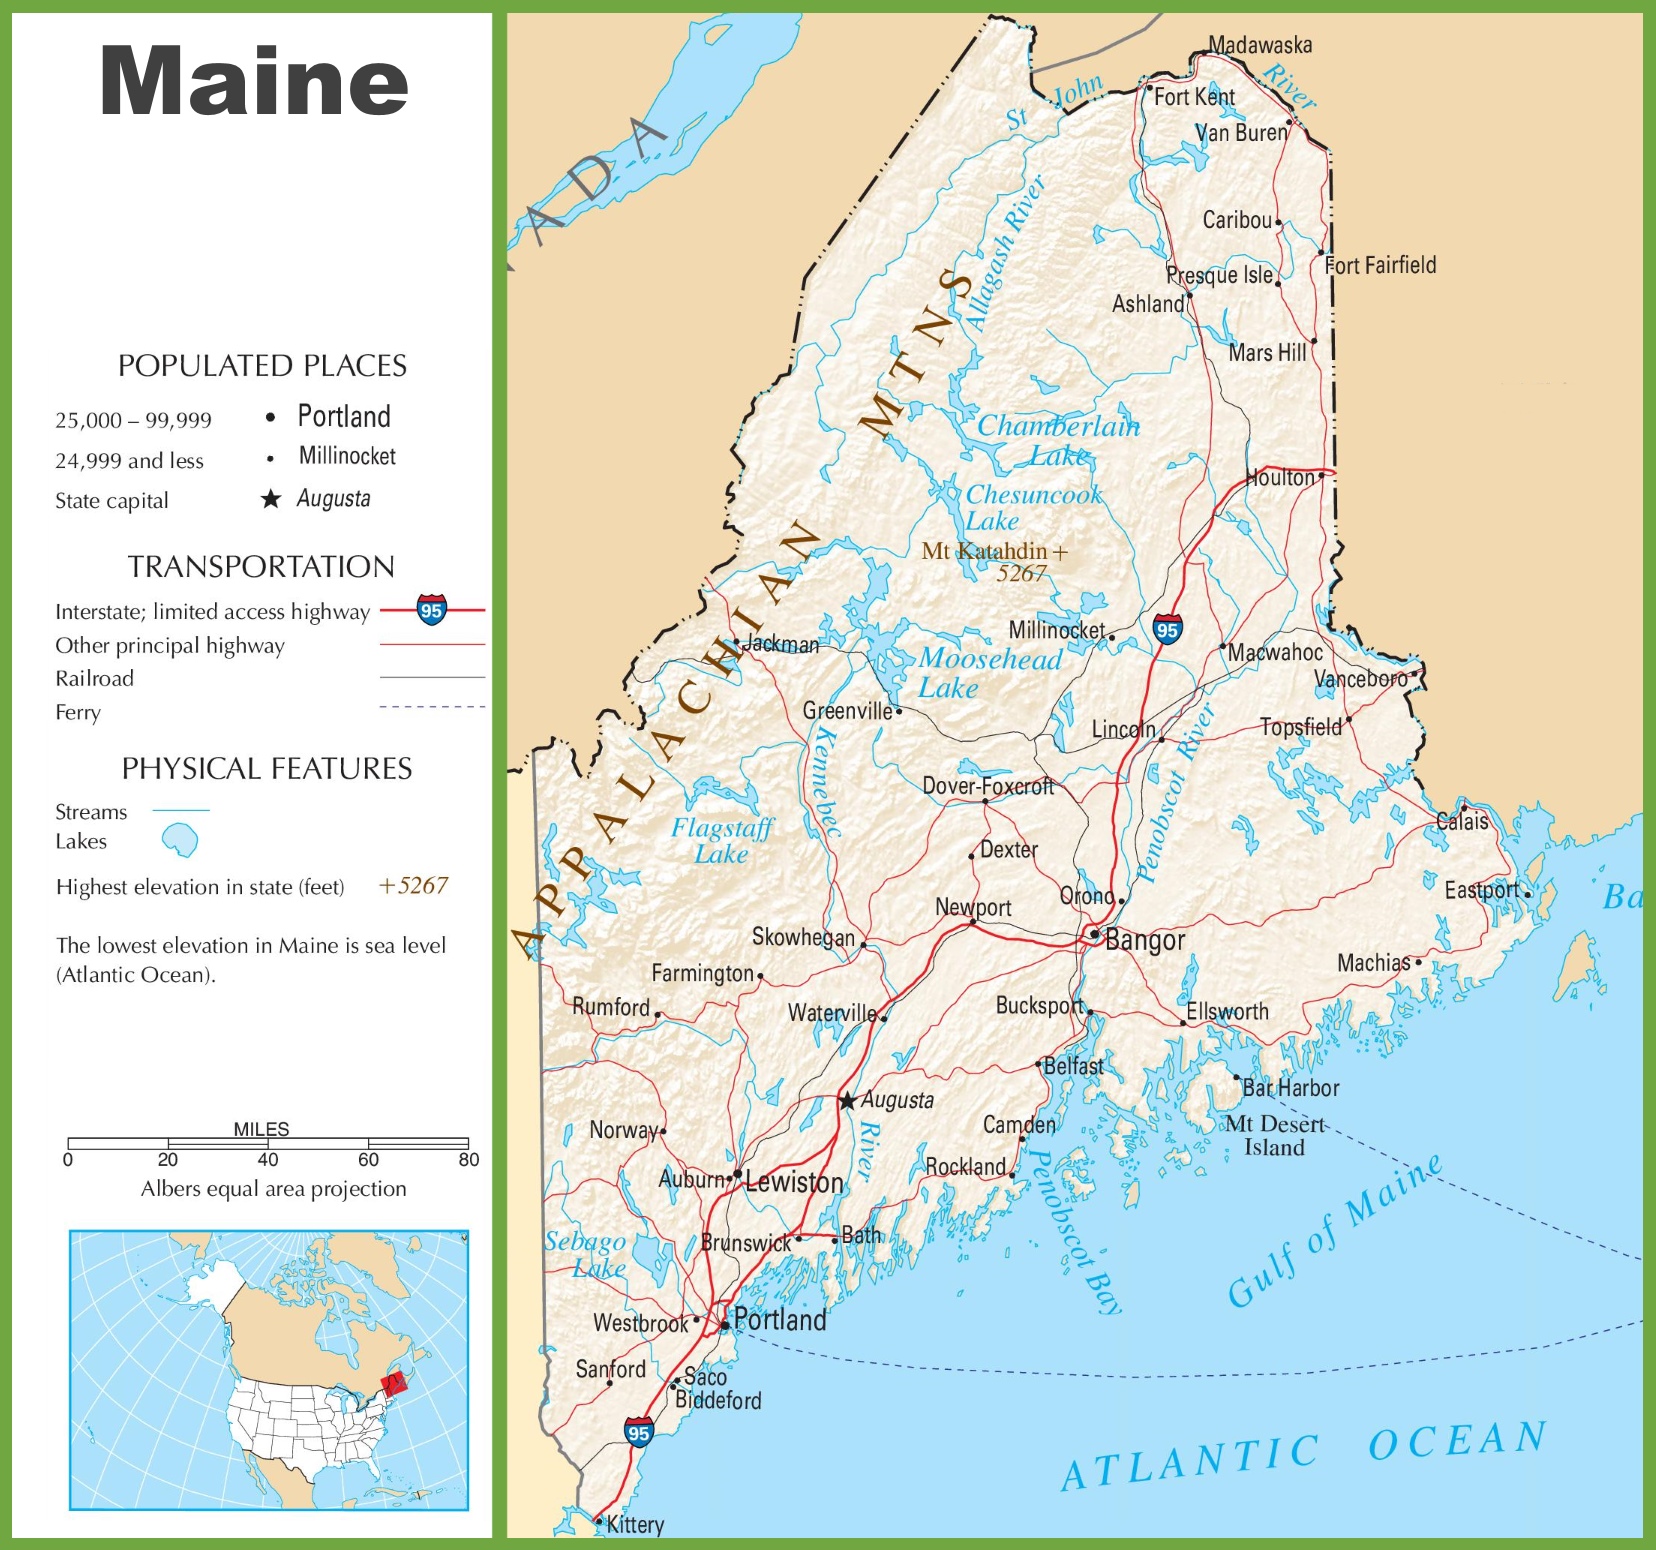 Maine
POPULATED PLACES
25,000 – 99,999 Portland
24,999 and less Millinocket
State capital Augusta
TRANSPORTATION
Interstate; limited access highway 95
Other principal highway
Railroad
Ferry
PHYSICAL FEATURES
Streams
Lakes
Highest elevation in state (feet) +5267
The lowest elevation in Maine is sea level
(Atlantic Ocean).
MILES
0 20 40 60 80
Albers equal area projection
ADA
Madawaska
St John River
Fort Kent
Van Buren
Allagash River
Caribou
Fort Fairfield
Presque Isle
Ashland
Mars Hill
APPALACHIAN MTNS
Chamberlain
Lake
Houlton
Chesuncook
Lake
Mt Katahdin +
5267
95
Millinocket
Jackman
Moosehead
Lake
Macwahoc
Vanceboro
Greenville
Kennebec
Lincoln
Penobscot River
Topsfield
Dover-Foxcroft
Flagstaff
Lake
Calais
Dexter
Orono
Eastport
Ba
Newport
Skowhegan
Bangor
Farmington
Machias
Rumford
Waterville
Bucksport
Ellsworth
Belfast
Bar Harbor
Augusta
River
Camden
Mt Desert
Island
Norway
Rockland
Penobscot Bay
Auburn
Lewiston
Gulf of Maine
Bath
Brunswick
Sebago
Lake
Westbrook
Portland
Sanford
Saco
Biddeford
95
ATLANTIC OCEAN
Kittery